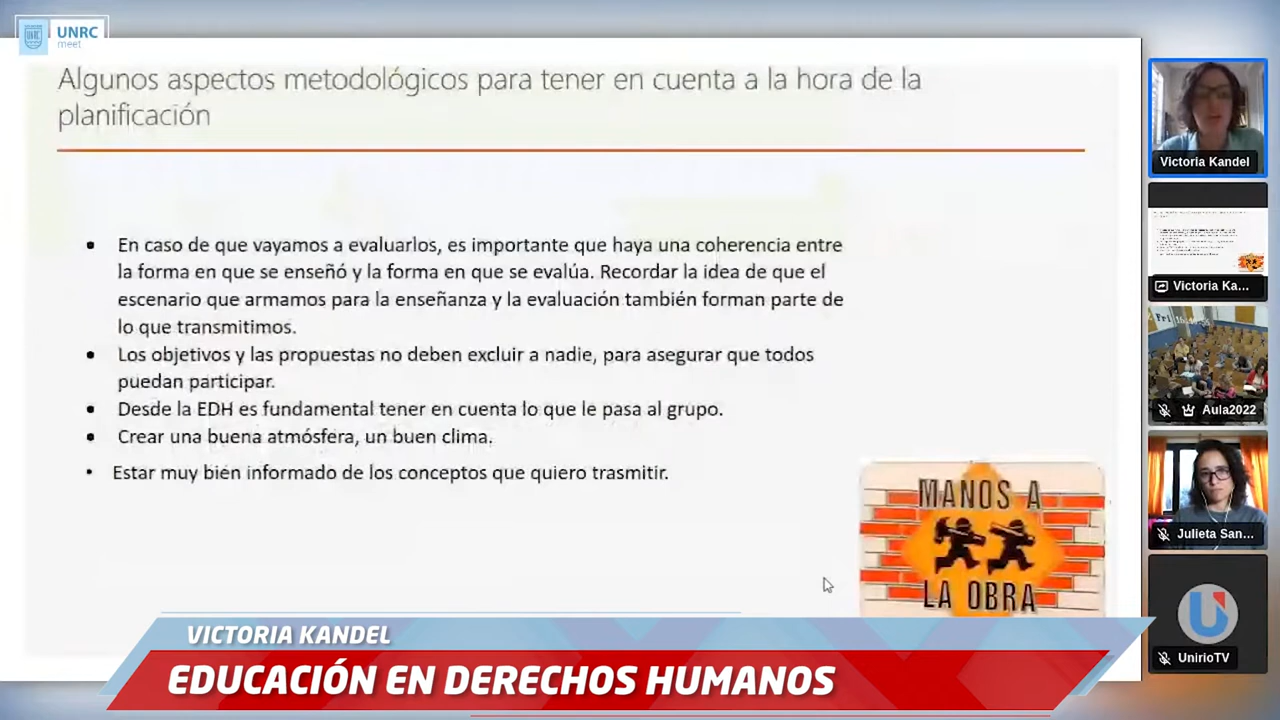 UNRC
meet
Algunos aspectos metodológicos para tener en cuenta a la hora de la
planificación
• En caso de que vayamos a evaluarlos, es importante que haya una coherencia entre
la forma en que se enseñó y la forma en que se evalúa. Recordar la idea de que el
escenario que armamos para la enseñanza y la evaluación también forman parte de
lo que transmitimos.
• Los objetivos y las propuestas no deben excluir a nadie, para asegurar que todos
puedan participar.
• Desde la EDH es fundamental tener en cuenta lo que le pasa al grupo.
• Crear una buena atmósfera, un buen clima.
• Estar muy bien informado de los conceptos que quiero trasmitir.
MANOS A
LA OBRA
VICTORIA KANDEL
EDUCACIÓN EN DERECHOS HUMANOS
Victoria Kandel
Victoria Ka...
Fri
Aula2022
Julieta San...
UnirioTV